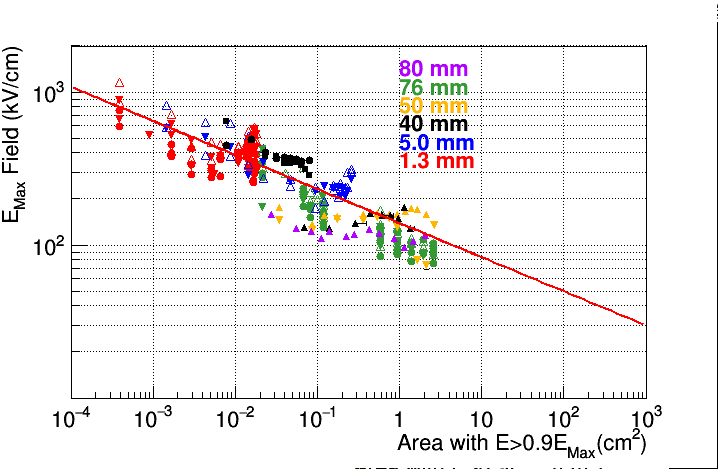 E_Max Field (kV/cm)
10³
10²
80 mm
76 mm
50 mm
40 mm
5.0 mm
1.3 mm
10⁻⁴ 10⁻³ 10⁻² 10⁻¹ 1 10 10² 10³
Area with E>0.9E_Max(cm²)